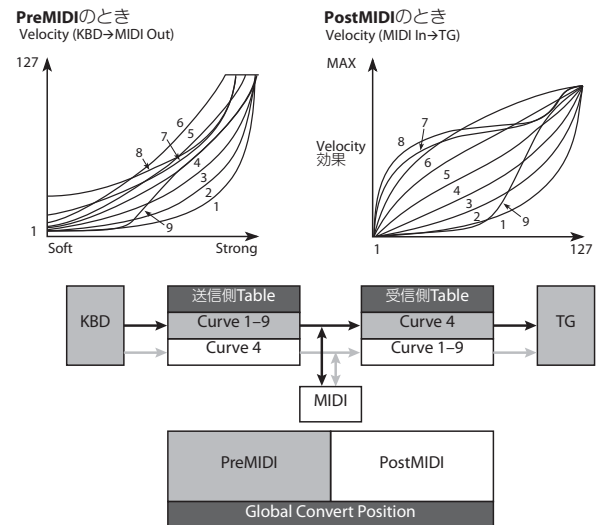 PreMIDIのとき
Velocity (KBD→MIDI Out)
127
6
7
5
8
4
3
2
1
9
1
Soft
Strong
PostMIDIのとき
Velocity (MIDI In→TG)
MAX
Velocity
効果
8
7
6
5
4
3
2
1
9
1
127
KBD
送信側Table
Curve 1–9
Curve 4
受信側Table
Curve 4
Curve 1–9
TG
MIDI
PreMIDI
PostMIDI
Global Convert Position